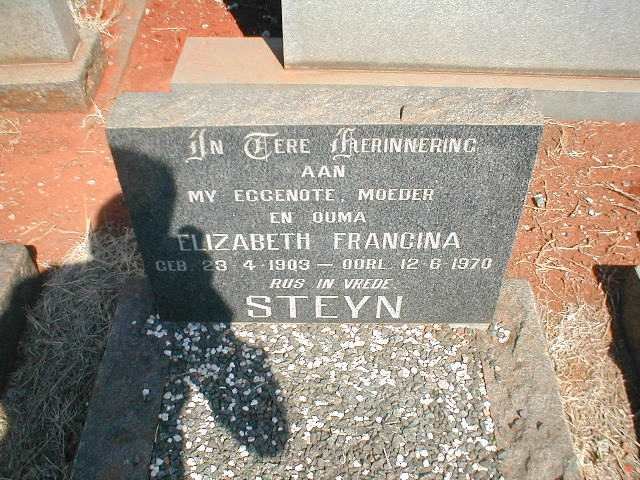 In Tere Herinnering
AAN
MY EGGENOTE, MOEDER
EN OUMA
ELIZABETH FRANCINA
GEB. 23-4-1903 — OORL. 12-6-1970
RUS IN VREDE.
STEYN